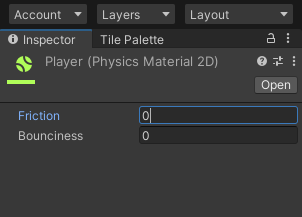 Account Layers Layout
Inspector Tile Palette
Player (Physics Material 2D)
Open
Friction 0
Bounciness 0